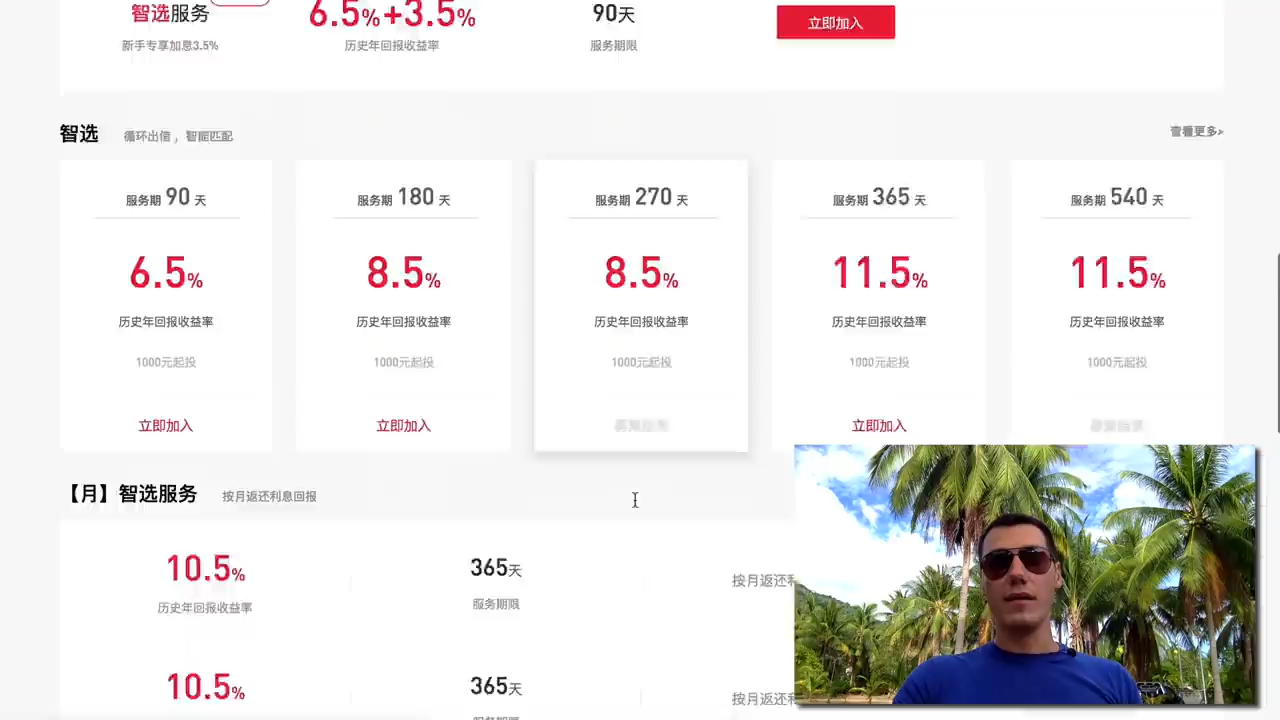 智选服务
6.5%+3.5%
90天
立即加入
新手专享加息3.5%
历史年回报收益率
服务期限
智选
循环出借，智能匹配
查看更多>
服务期 90 天
服务期 180 天
服务期 270 天
服务期 365 天
服务期 540 天
6.5%
8.5%
8.5%
11.5%
11.5%
历史年回报收益率
历史年回报收益率
历史年回报收益率
历史年回报收益率
历史年回报收益率
1000元起投
1000元起投
1000元起投
1000元起投
1000元起投
立即加入
立即加入
立即加入
【月】智选服务
按月返还利息回报
10.5%
365天
按月返还
历史年回报收益率
服务期限
10.5%
365天
按月返还